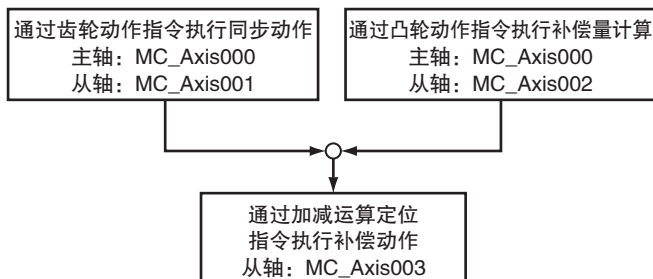 通过齿轮动作指令执行同步动作
主轴：MC_Axis000
从轴：MC_Axis001
通过凸轮动作指令执行补偿量计算
主轴：MC_Axis000
从轴：MC_Axis002
通过加减运算定位
指令执行补偿动作
从轴：MC_Axis003